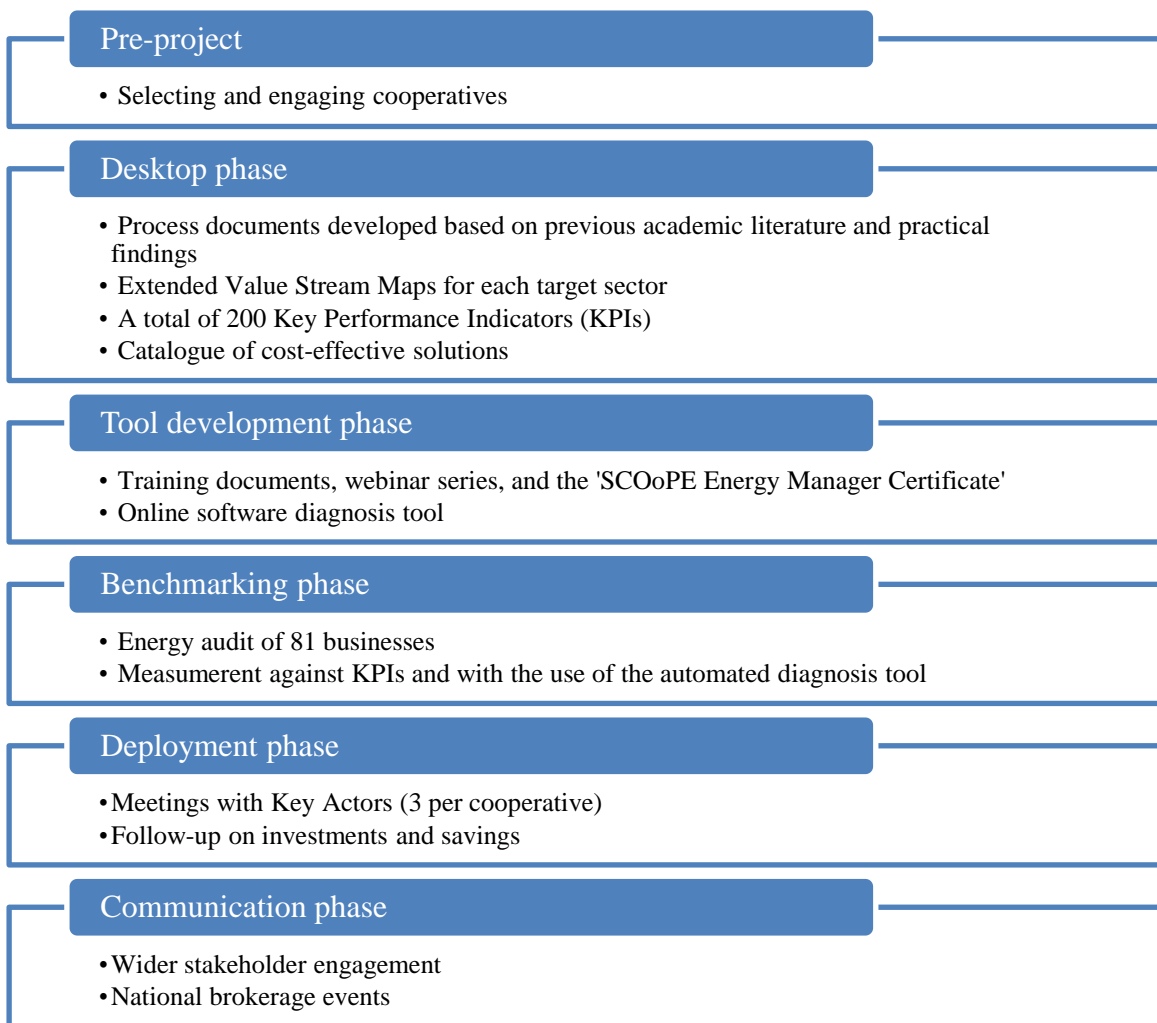 Pre-project
• Selecting and engaging cooperatives
Desktop phase
• Process documents developed based on previous academic literature and practical
findings
• Extended Value Stream Maps for each target sector
• A total of 200 Key Performance Indicators (KPIs)
• Catalogue of cost-effective solutions
Tool development phase
• Training documents, webinar series, and the 'SCOoPE Energy Manager Certificate'
• Online software diagnosis tool
Benchmarking phase
• Energy audit of 81 businesses
• Measumerent against KPIs and with the use of the automated diagnosis tool
Deployment phase
•Meetings with Key Actors (3 per cooperative)
•Follow-up on investments and savings
Communication phase
•Wider stakeholder engagement
•National brokerage events